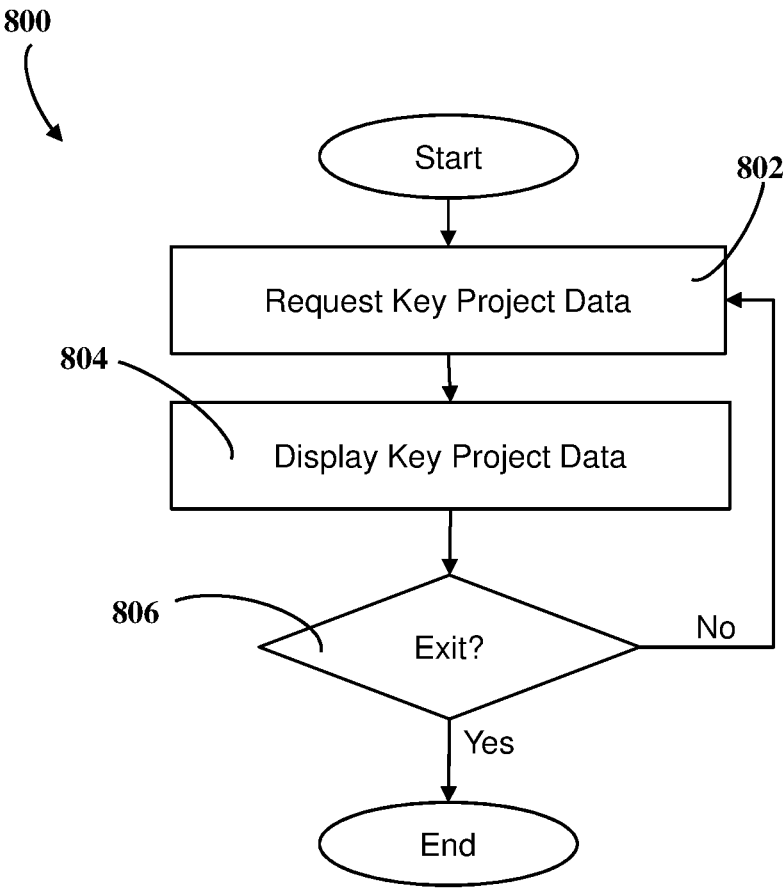 800
Start
802
Request Key Project Data
804
Display Key Project Data
806
Exit?
No
Yes
End